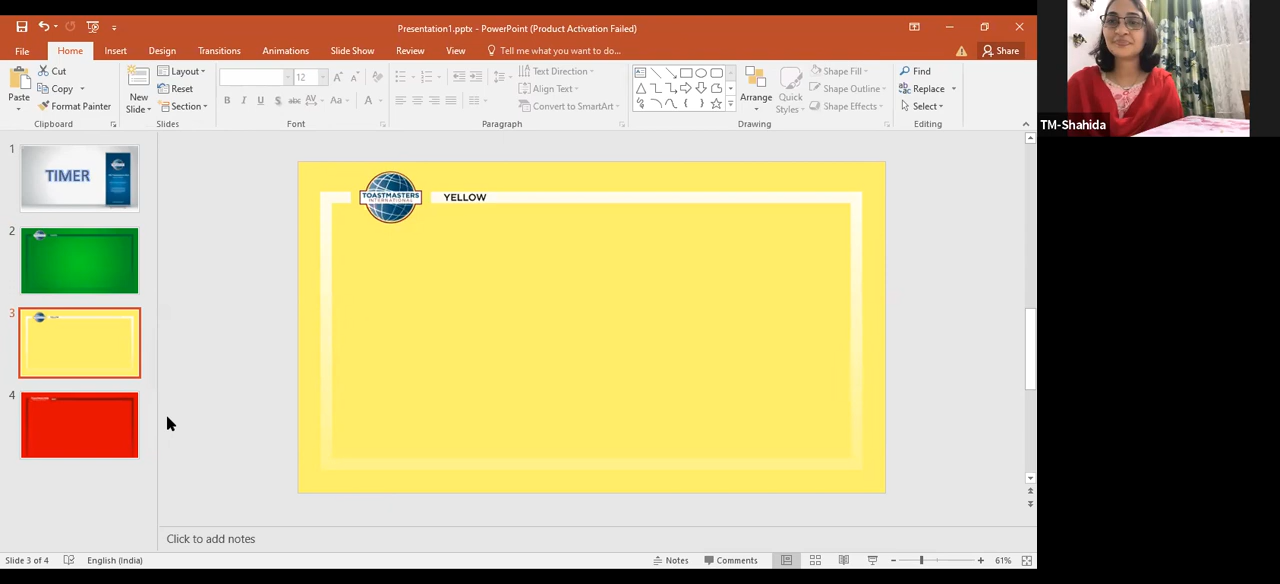 Presentation1.pptx - PowerPoint (Product Activation Failed)
File Home Insert Design Transitions Animations Slide Show Review View Tell me what you want to do... Share
Paste
Cut
Copy
Format Painter
Clipboard
New Slide
Layout
Reset
Section
Slides
12
B I U S abc AV Aa A
Font
Text Direction
Align Text
Convert to SmartArt
Paragraph
Arrange
Quick Styles
Shape Fill
Shape Outline
Shape Effects
Drawing
Find
Replace
Select
Editing
TM-Shahida
1
TIMER
2
3
4
TOASTMASTERS
INTERNATIONAL
YELLOW
Click to add notes
Slide 3 of 4 English (India) Notes Comments 61%